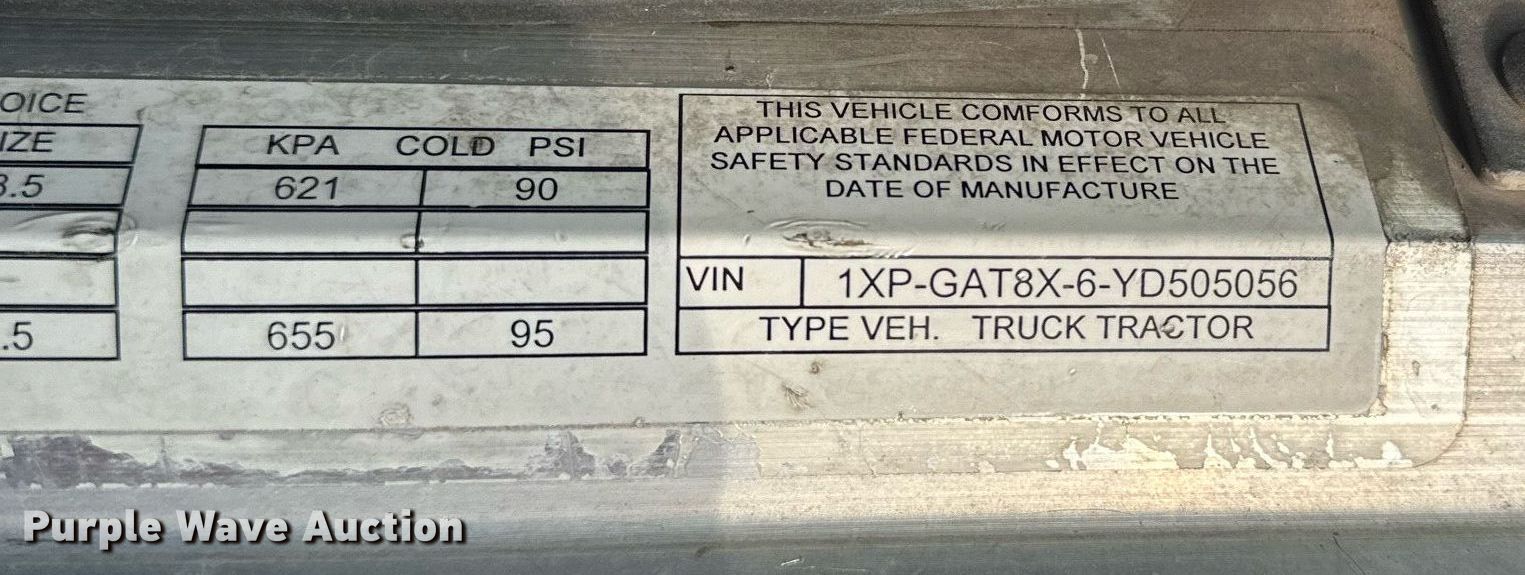 OICE
IZE
KPA COLD PSI
.5
621 90
.5
655 95
THIS VEHICLE COMFORMS TO ALL
APPLICABLE FEDERAL MOTOR VEHICLE
SAFETY STANDARDS IN EFFECT ON THE
DATE OF MANUFACTURE
VIN 1XP-GAT8X-6-YD505056
TYPE VEH. TRUCK TRACTOR
Purple Wave Auction